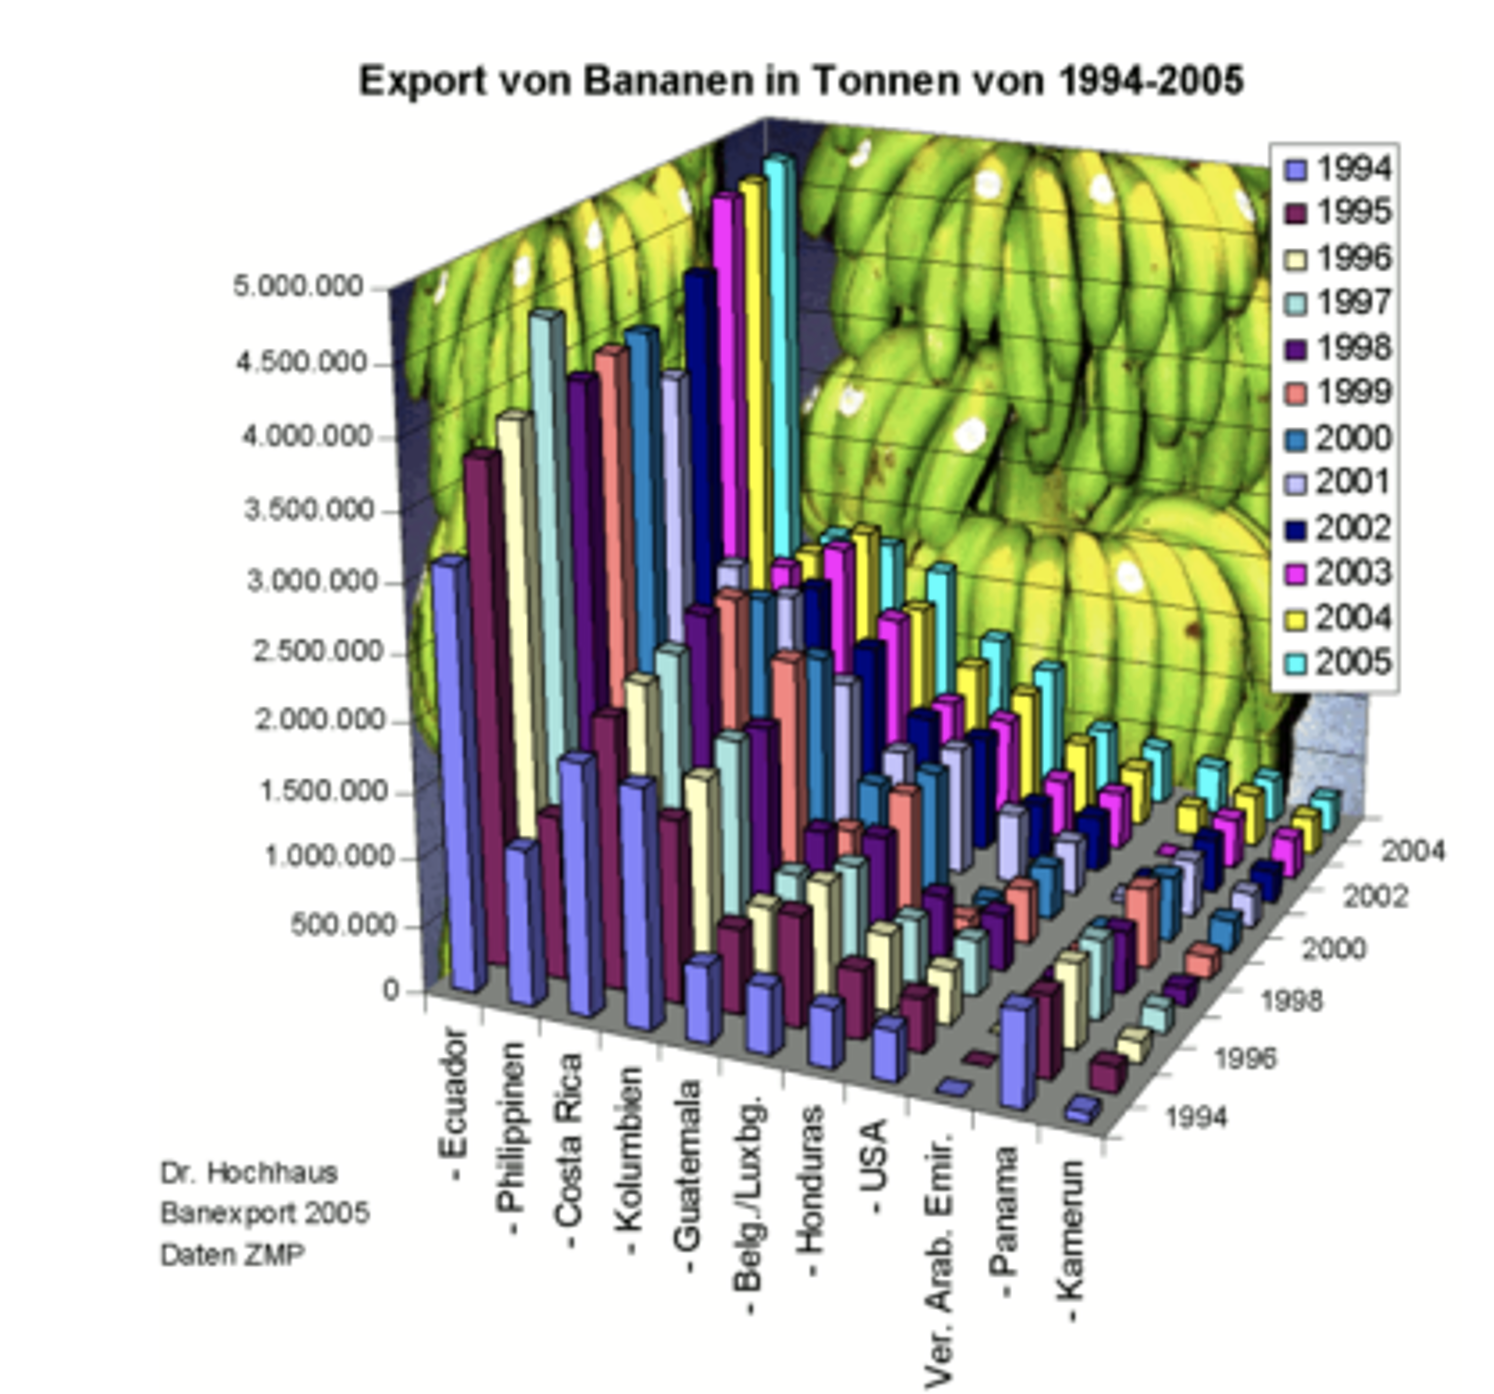 Export von Bananen in Tonnen von 1994-2005
1994
1995
1996
1997
1998
1999
2000
2001
2002
2003
2004
2005
5.000.000
4.500.000
4.000.000
3.500.000
3.000.000
2.500.000
2.000.000
1.500.000
1.000.000
500.000
0
2004
2002
2000
1998
1996
1994
- Ecuador
- Philippinen
- Costa Rica
- Kolumbien
- Guatemala
- Belg./Luxbg.
- Honduras
- USA
Ver. Arab. Emir.
- Panama
- Kamerun
Dr. Hochhaus
Banexport 2005
Daten ZMP